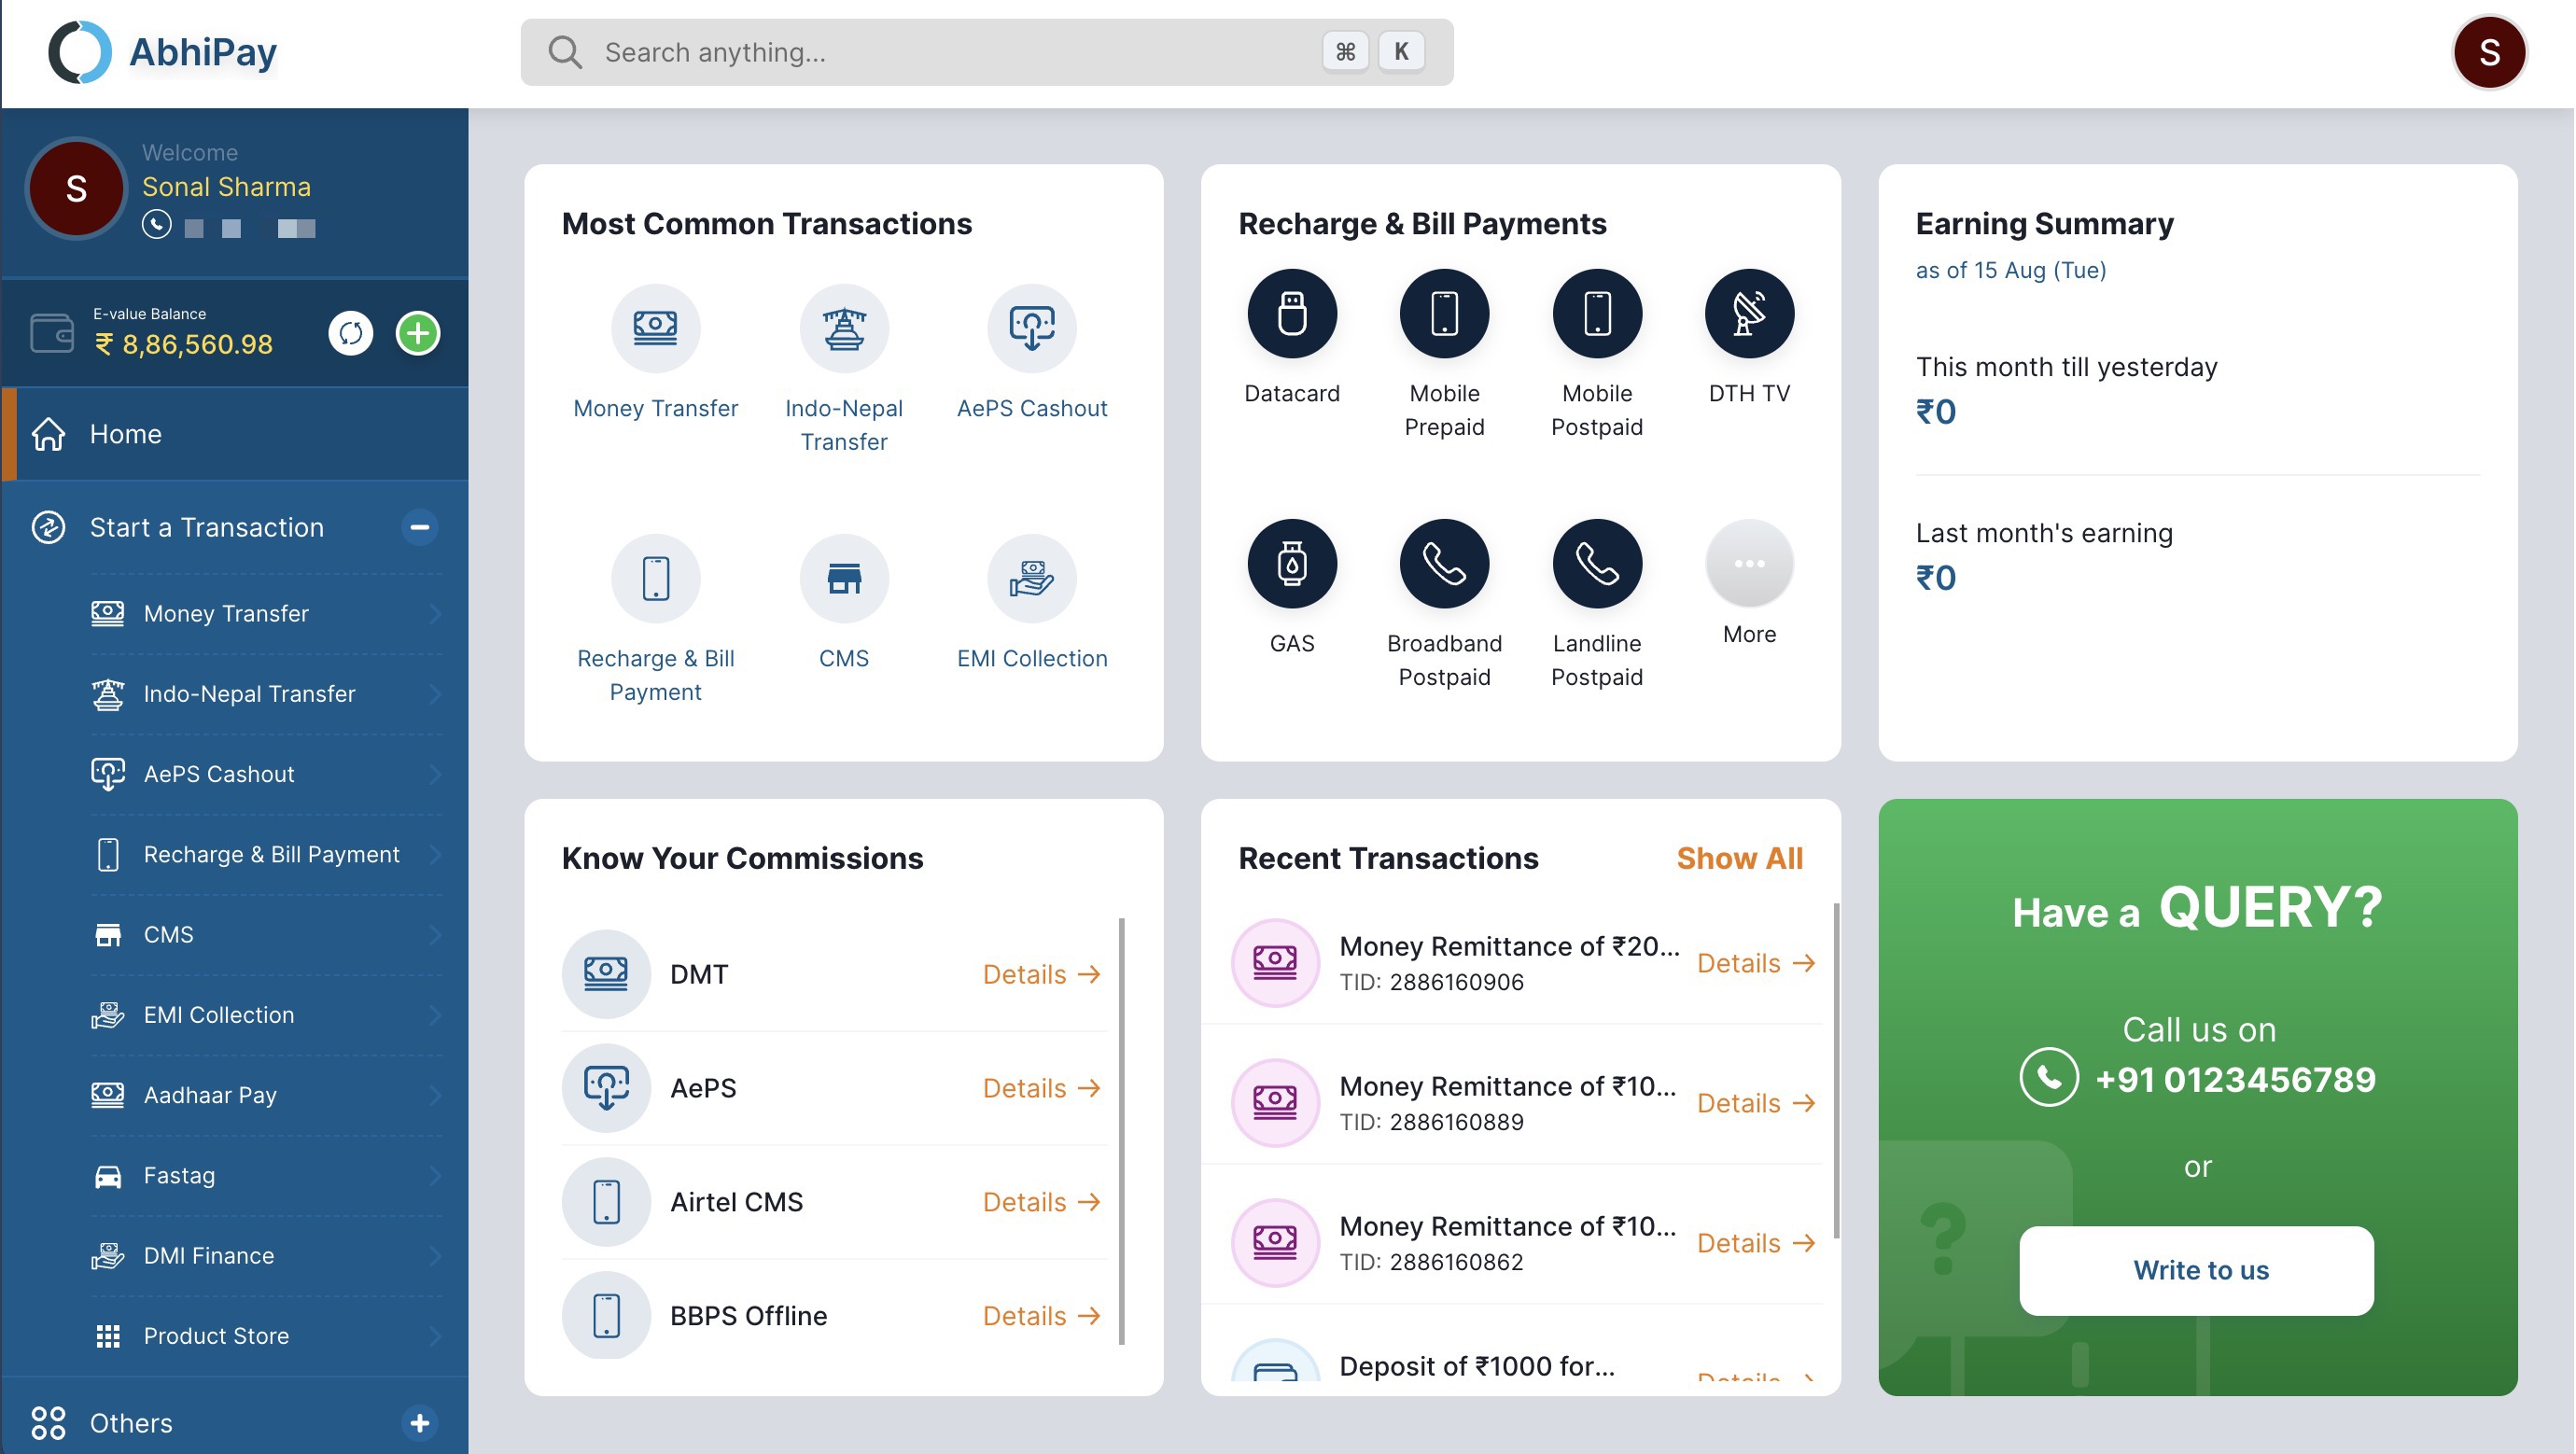 AbhiPay
Search anything...
⌘ K
S
S
Welcome
Sonal Sharma
E-value Balance
₹ 8,86,560.98
Home
Start a Transaction
Money Transfer
Indo-Nepal Transfer
AePS Cashout
Recharge & Bill Payment
CMS
EMI Collection
Aadhaar Pay
Fastag
DMI Finance
Product Store
Others
Most Common Transactions
Money Transfer
Indo-Nepal
Transfer
AePS Cashout
Recharge & Bill
Payment
CMS
EMI Collection
Recharge & Bill Payments
Datacard
Mobile
Prepaid
Mobile
Postpaid
DTH TV
GAS
Broadband
Postpaid
Landline
Postpaid
More
Earning Summary
as of 15 Aug (Tue)
This month till yesterday
₹0
Last month's earning
₹0
Know Your Commissions
DMT
Details →
AePS
Details →
Airtel CMS
Details →
BBPS Offline
Details →
Recent Transactions
Show All
Money Remittance of ₹20...
TID: 2886160906
Details →
Money Remittance of ₹10...
TID: 2886160889
Details →
Money Remittance of ₹10...
TID: 2886160862
Details →
Deposit of ₹1000 for...
Details
Have a QUERY?
Call us on
+91 0123456789
or
Write to us